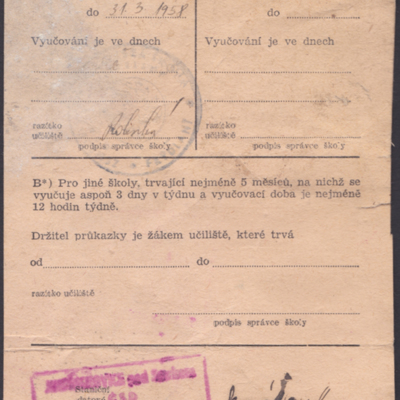 do 31.3 1958 do „
Vyučování je ve dnech Vyučování je ve dnech
razítko
učiliště
podpis správce školy
razítko
učiliště
podpis správce školy
B*) Pro jiné školy, trvající nejméně 5 měsíců, na nichž se
vyučuje aspoň 3 dny v týdnu a vyučovací doba je nejméně
12 hodin týdně.
Držitel průkazky je žákem učiliště, které trvá
od do
razítko učiliště
podpis správce školy
nad
Staniční
ČSD